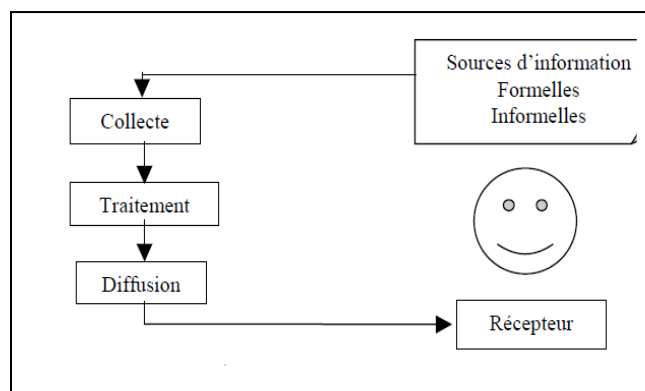 Sources d'information
Formelles
Informelles
Collecte
Traitement
Diffusion
Récepteur